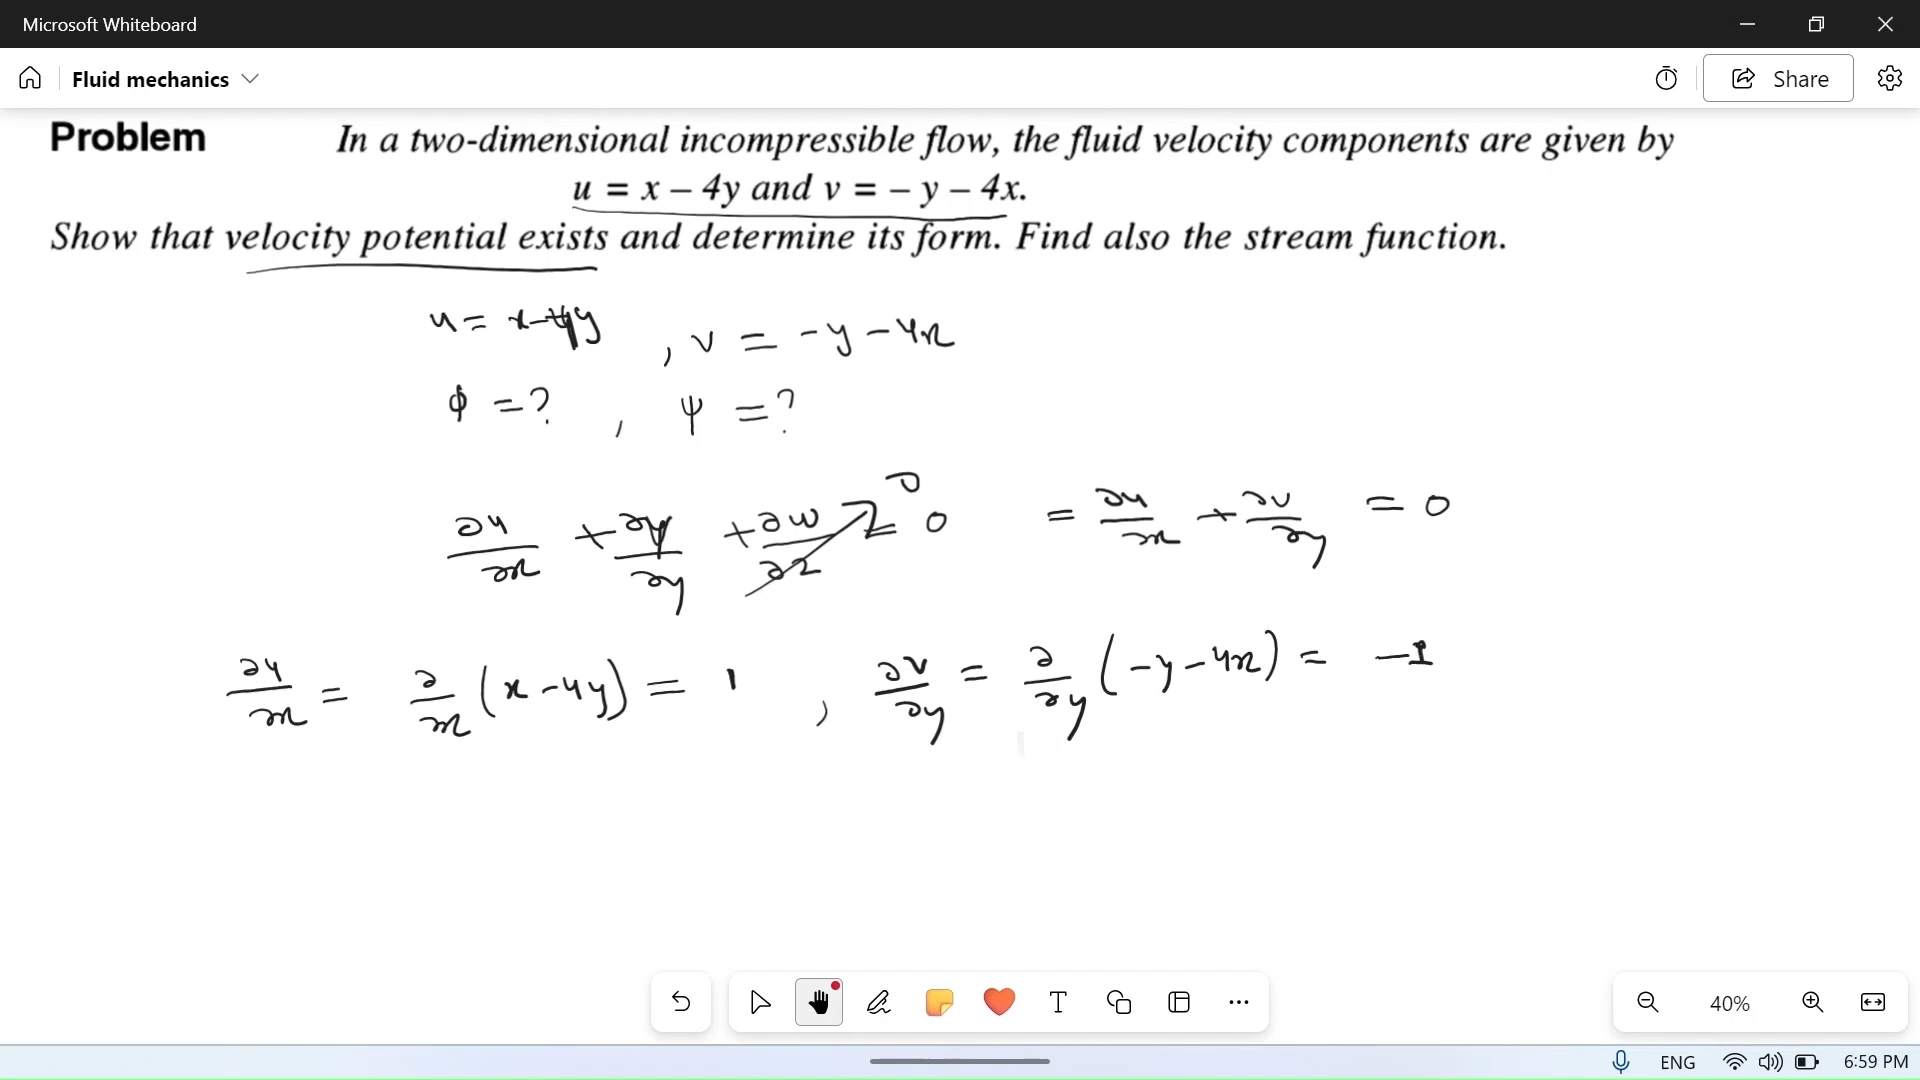 Microsoft Whiteboard
Fluid mechanics
Share
Problem In a two-dimensional incompressible flow, the fluid velocity components are given by
u = x – 4y and v = – y – 4x.
Show that velocity potential exists and determine its form. Find also the stream function.
u = x-4y , v = -y-4x
ϕ = ? , ψ = ?
∂u/∂x + ∂v/∂y + ∂w/∂z = 0 0 = ∂u/∂x + ∂v/∂y = 0
∂u/∂x = ∂/∂x (x-4y) = 1 , ∂v/∂y = ∂/∂y (-y-4x) = -1
T
40%
ENG
6:59 PM